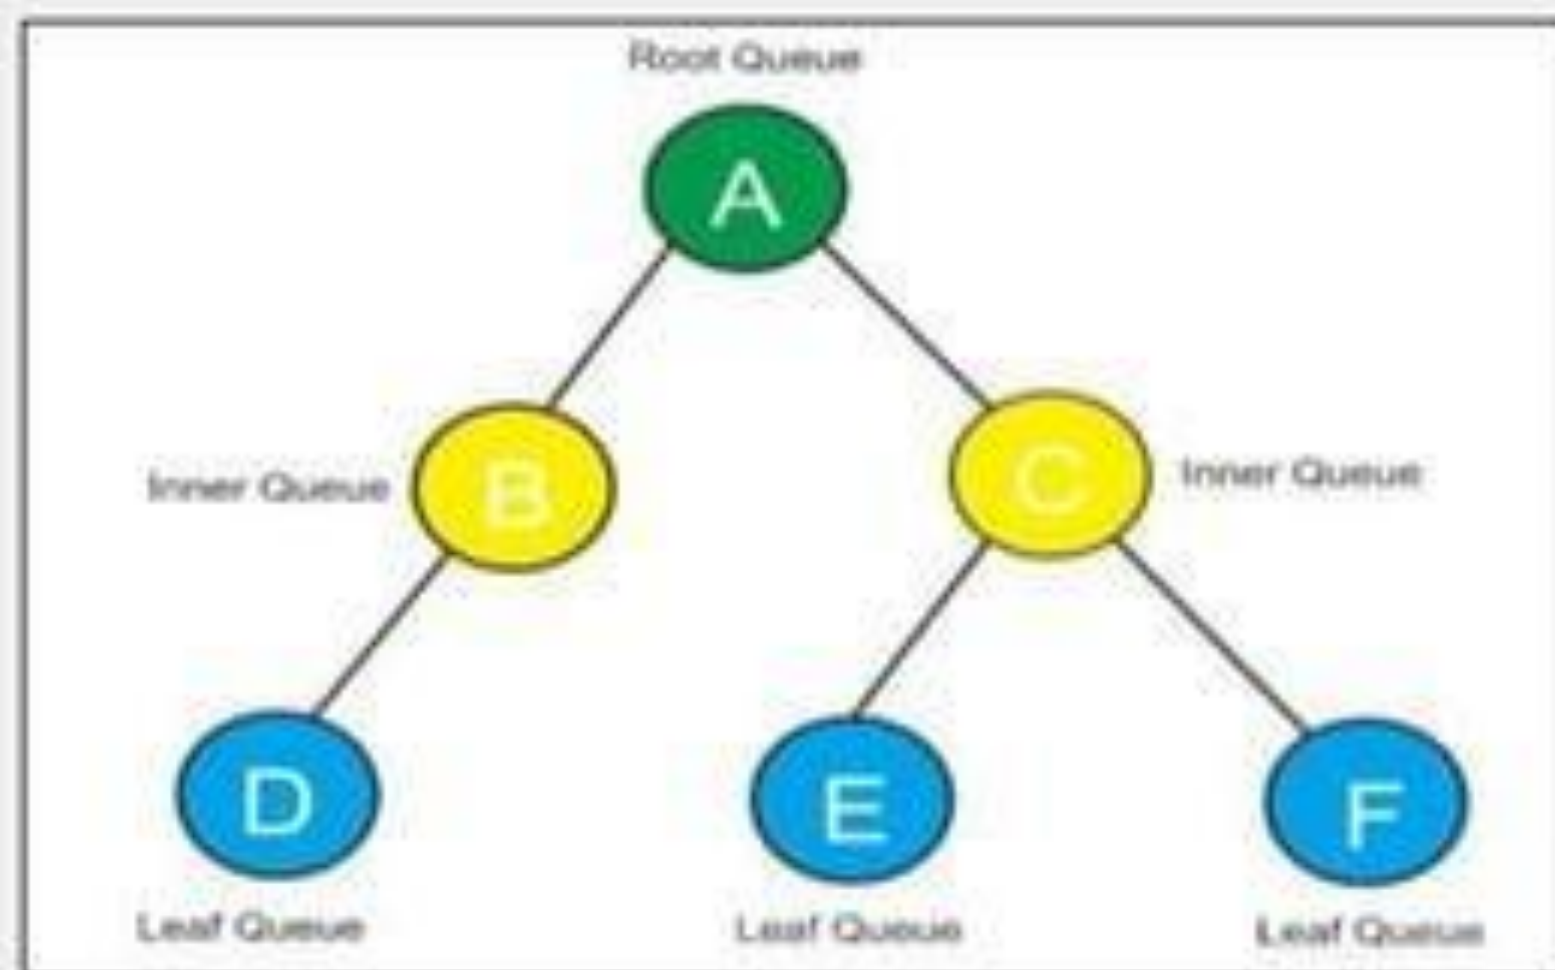 Root Queue
A
B
C
Inner Queue
Inner Queue
D
E
F
Leaf Queue
Leaf Queue
Leaf Queue